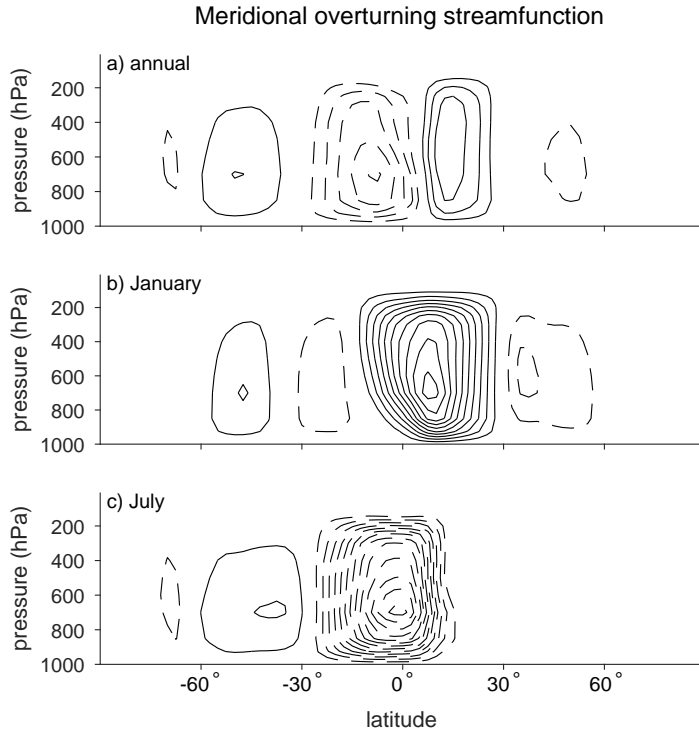 Meridional overturning streamfunction
a) annual
pressure (hPa)
200
400
600
800
1000
b) January
pressure (hPa)
200
400
600
800
1000
c) July
pressure (hPa)
200
400
600
800
1000
-60° -30° 0° 30° 60°
latitude